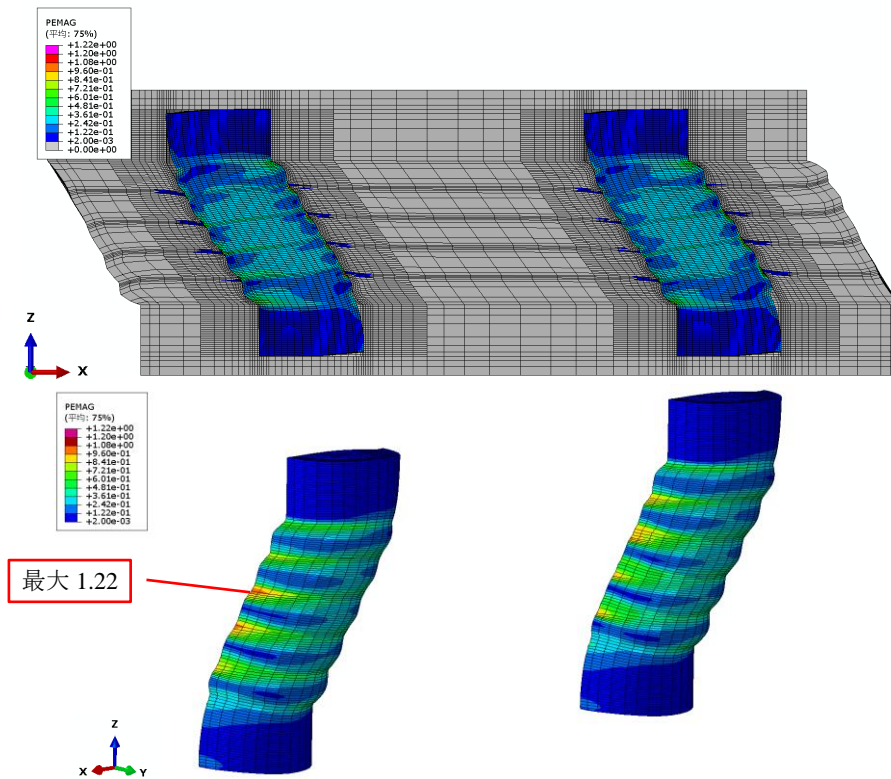 PEMAG
(平均: 75%)
+1.22e+00
+1.20e+00
+1.08e+00
+9.60e-01
+8.41e-01
+7.21e-01
+6.01e-01
+4.81e-01
+3.61e-01
+2.42e-01
+1.22e-01
+2.00e-03
+0.00e+00
Z
X
PEMAG
(平均: 75%)
+1.22e+00
+1.20e+00
+1.08e+00
+9.60e-01
+8.41e-01
+7.21e-01
+6.01e-01
+4.81e-01
+3.61e-01
+2.42e-01
+1.22e-01
+2.00e-03
最大 1.22
Z
X
Y